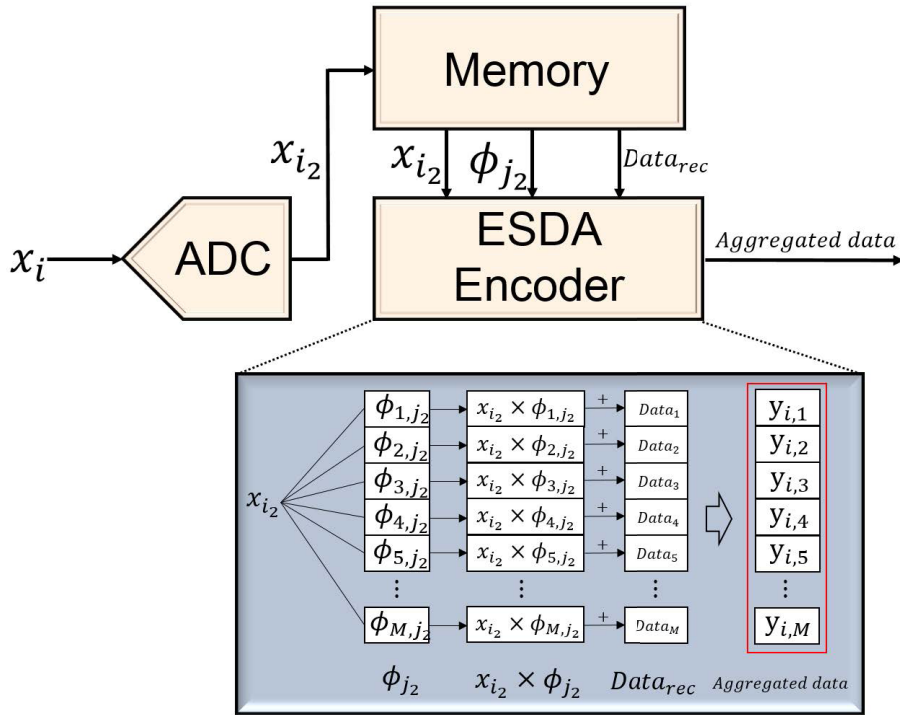 Memory
x_{i_2}
x_{i_2} ϕ_{j_2} Data_{rec}
x_i ADC ESDA Encoder Aggregated data
ϕ_{1,j_2} x_{i_2} × ϕ_{1,j_2} + Data_1 y_{i,1}
ϕ_{2,j_2} x_{i_2} × ϕ_{2,j_2} + Data_2 y_{i,2}
ϕ_{3,j_2} x_{i_2} × ϕ_{3,j_2} + Data_3 y_{i,3}
x_{i_2}
ϕ_{4,j_2} x_{i_2} × ϕ_{4,j_2} + Data_4 y_{i,4}
ϕ_{5,j_2} x_{i_2} × ϕ_{5,j_2} + Data_5 y_{i,5}
⋮ ⋮ ⋮ ⋮
ϕ_{M,j_2} x_{i_2} × ϕ_{M,j_2} + Data_M y_{i,M}
ϕ_{j_2} x_{i_2} × ϕ_{j_2} Data_{rec} Aggregated data